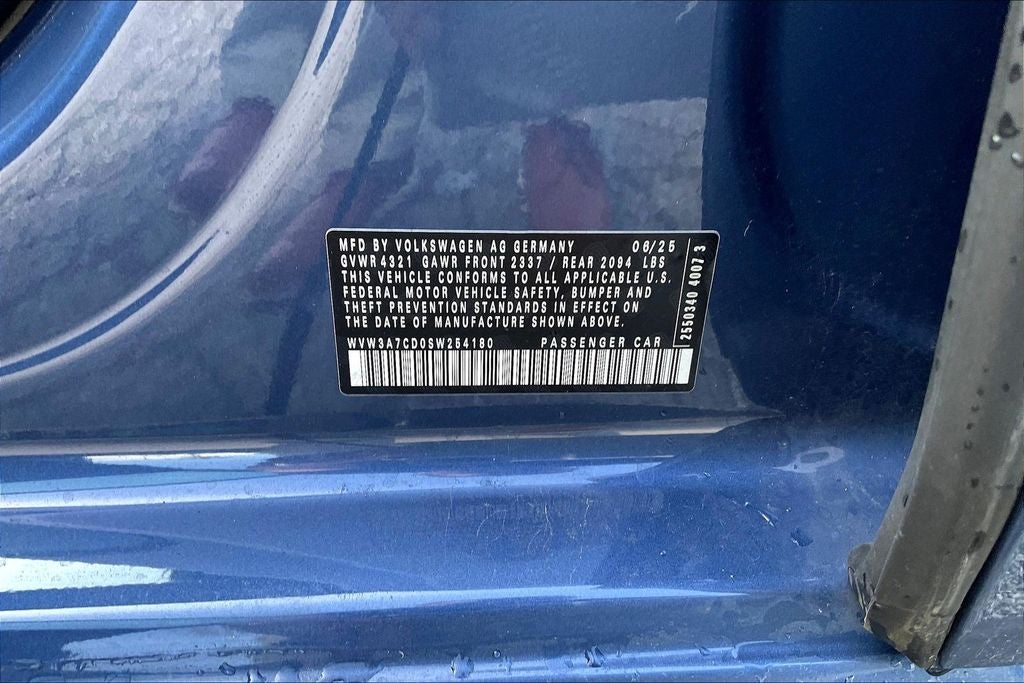 MFD BY VOLKSWAGEN AG GERMANY 06/25
GVWR 4321 GAWR FRONT 2337 / REAR 2094 LBS
THIS VEHICLE CONFORMS TO ALL APPLICABLE U.S.
FEDERAL MOTOR VEHICLE SAFETY, BUMPER AND
THEFT PREVENTION STANDARDS IN EFFECT ON
THE DATE OF MANUFACTURE SHOWN ABOVE.
WVW3A7CD0SW254180 PASSENGER CAR
2550340 4007 3